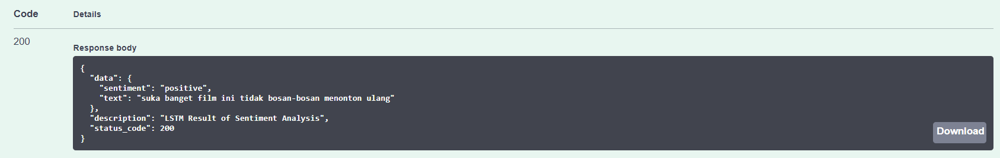 Code Details
200
Response body
{
  "data": {
    "sentiment": "positive",
    "text": "suka banget film ini tidak bosan-bosan menonton ulang"
  },
  "description": "LSTM Result of Sentiment Analysis",
  "status_code": 200
}
Download